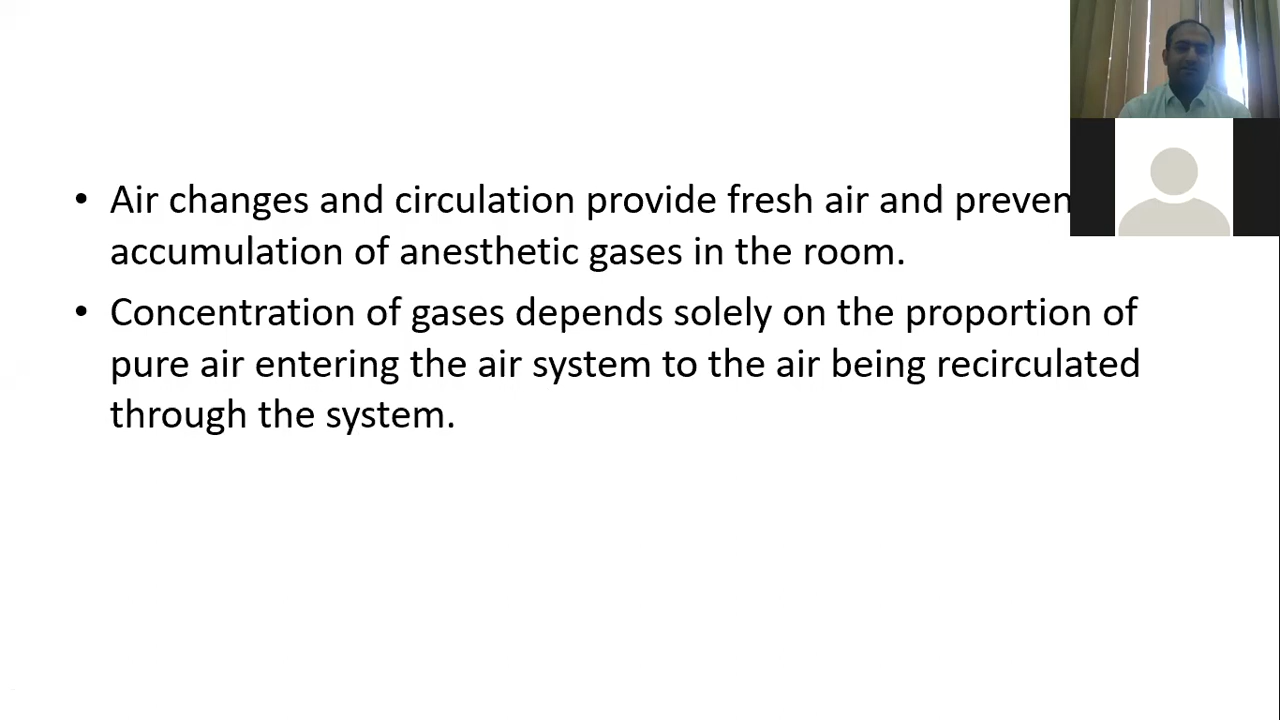 • Air changes and circulation provide fresh air and preven
accumulation of anesthetic gases in the room.
• Concentration of gases depends solely on the proportion of
pure air entering the air system to the air being recirculated
through the system.